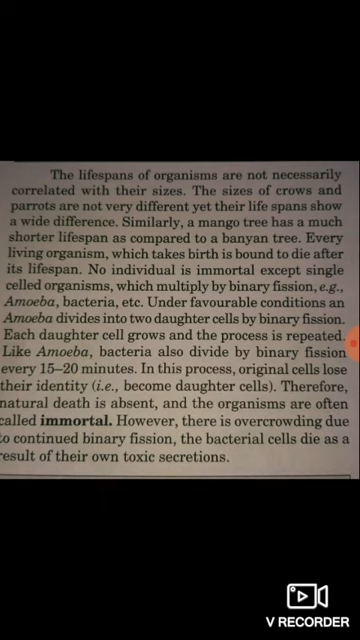 The lifespans of organisms are not necessarily
correlated with their sizes. The sizes of crows and
parrots are not very different yet their life spans show
a wide difference. Similarly, a mango tree has a much
shorter lifespan as compared to a banyan tree. Every
living organism, which takes birth is bound to die after
its lifespan. No individual is immortal except single
celled organisms, which multiply by binary fission, e.g.,
Amoeba, bacteria, etc. Under favourable conditions an
Amoeba divides into two daughter cells by binary fission.
Each daughter cell grows and the process is repeated.
Like Amoeba, bacteria also divide by binary fission
every 15–20 minutes. In this process, original cells lose
their identity (i.e., become daughter cells). Therefore,
natural death is absent, and the organisms are often
called immortal. However, there is overcrowding due
to continued binary fission, the bacterial cells die as a
result of their own toxic secretions.
V RECORDER